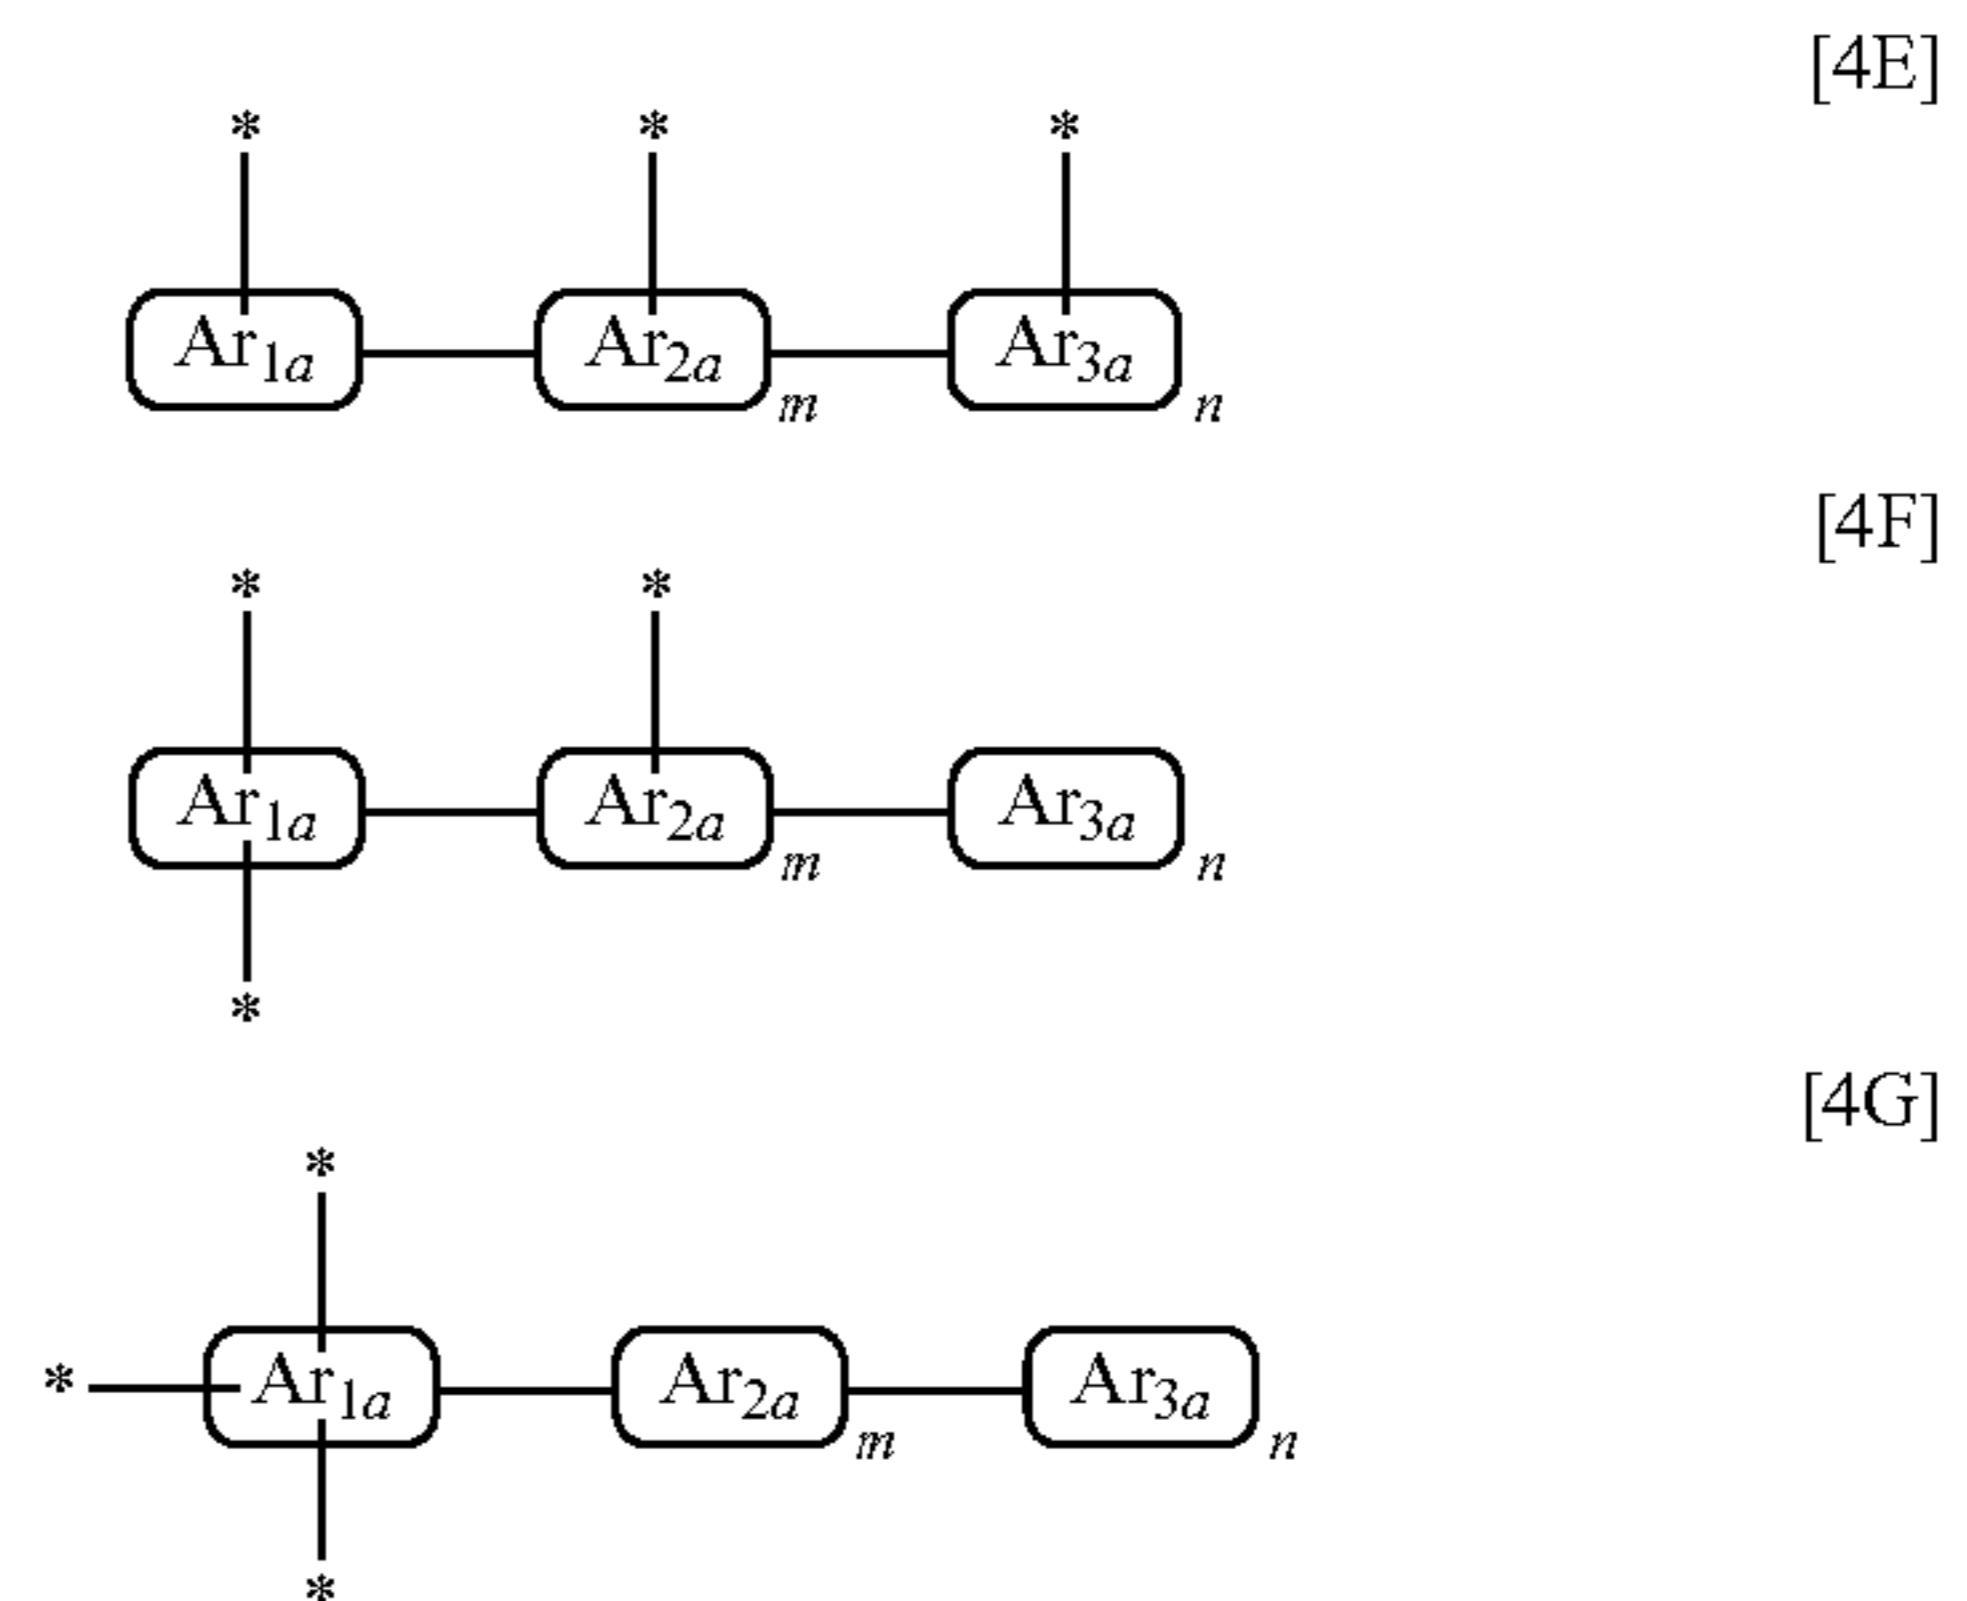 [4E]
* * *
Ar1a Ar2a m Ar3a n
[4F]
* *
Ar1a Ar2a m Ar3a n
*
[4G]
*
* Ar1a Ar2a m Ar3a n
*